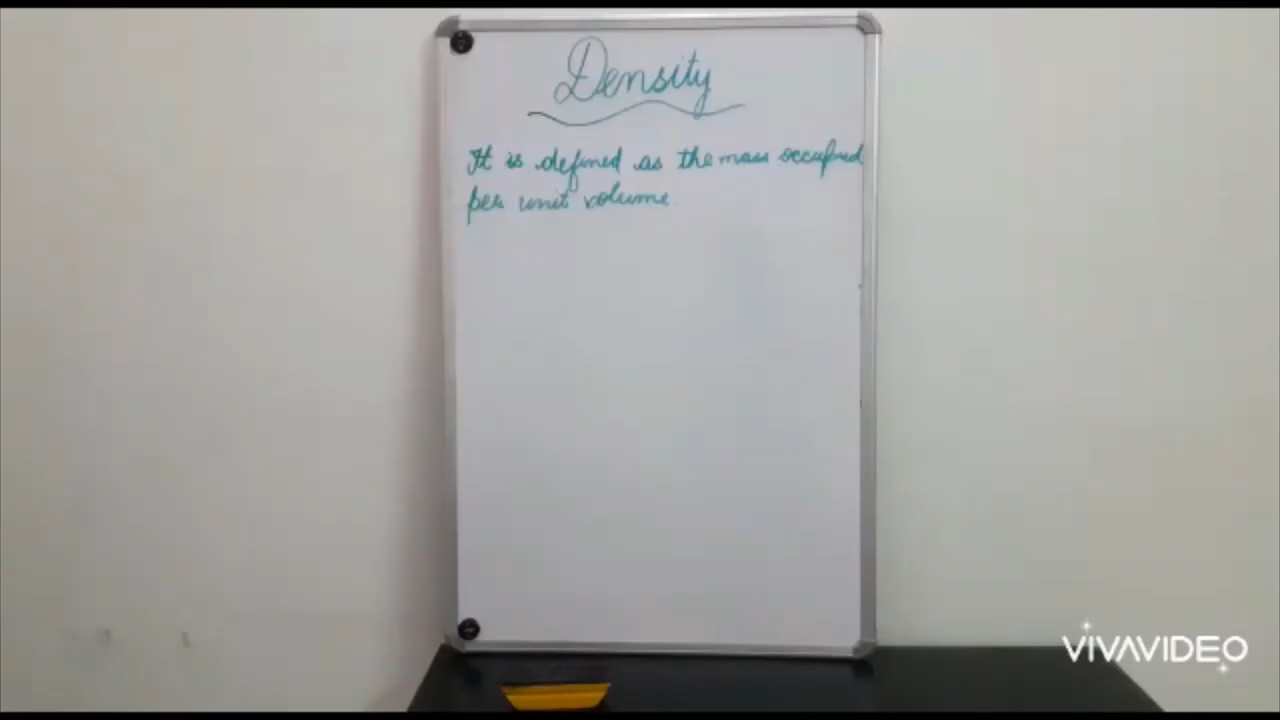 Density
It is defined as the mass occupied
per unit volume
VIVAVIDEO